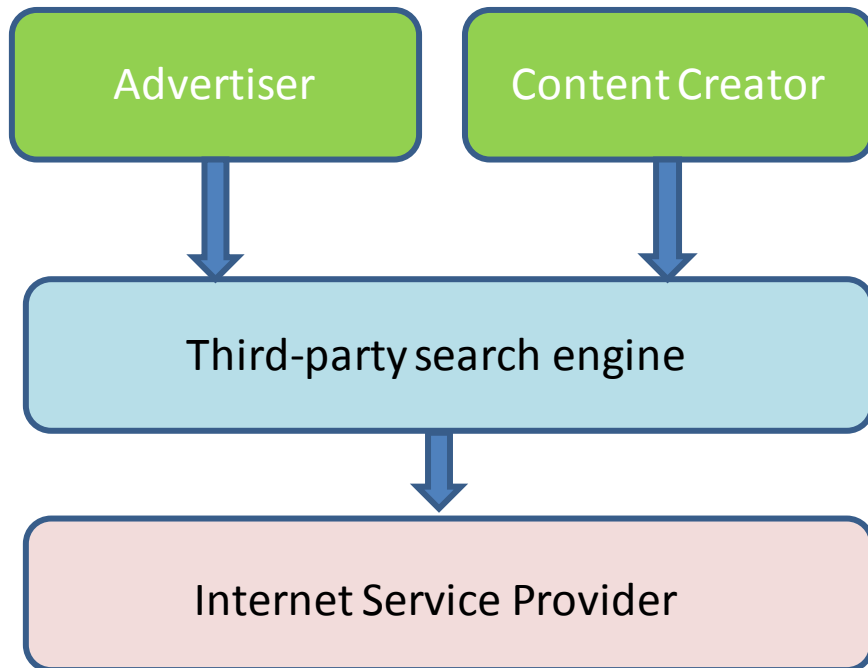 Advertiser
Content Creator
Third-party search engine
Internet Service Provider